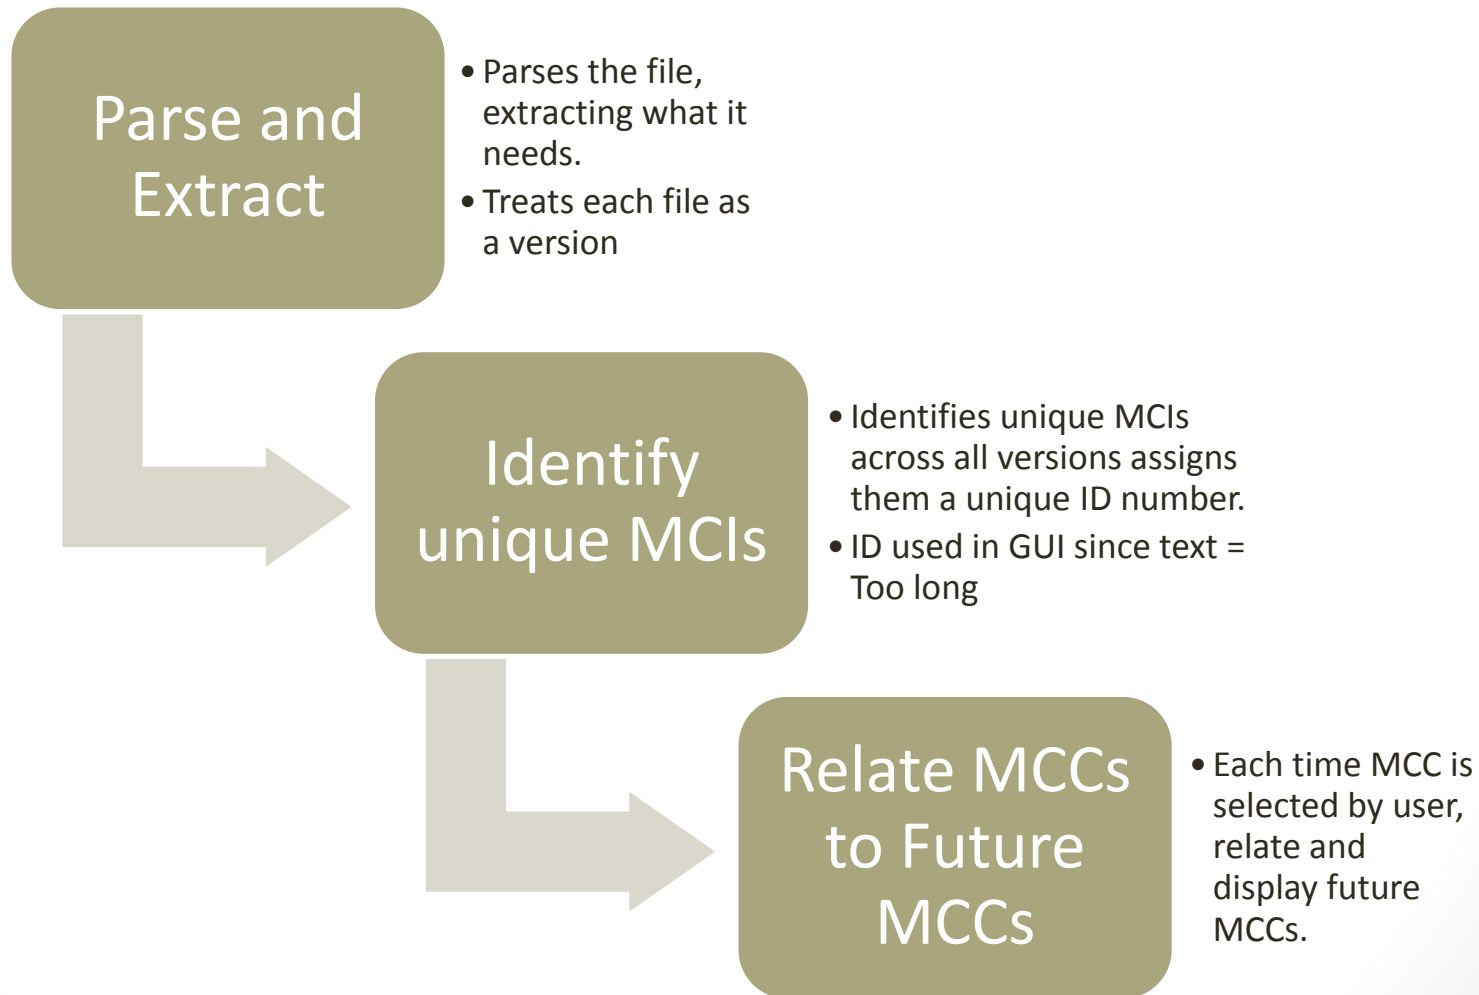 Parse and
Extract
• Parses the file,
extracting what it
needs.
• Treats each file as
a version
Identify
unique MCIs
• Identifies unique MCIs
across all versions assigns
them a unique ID number.
• ID used in GUI since text =
Too long
Relate MCCs
to Future
MCCs
• Each time MCC is
selected by user,
relate and
display future
MCCs.